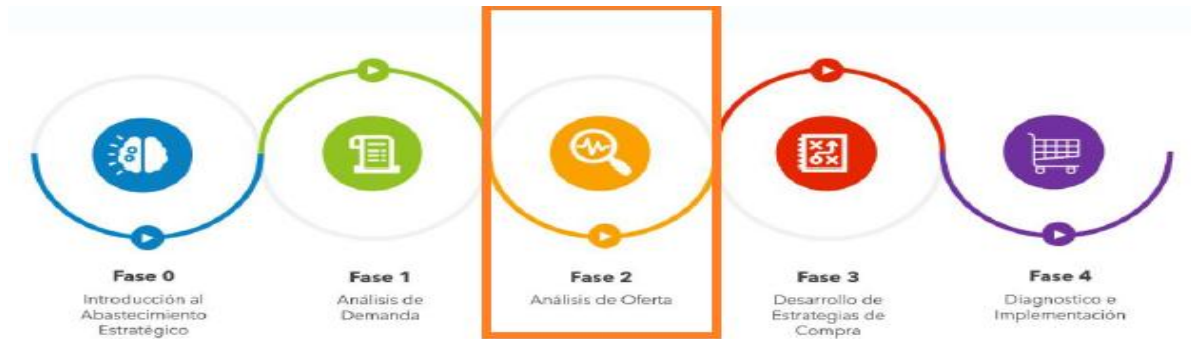 Fase 0
Introducción al
Abastecimiento
Estratégico
Fase 1
Análisis de
Demanda
Fase 2
Análisis de Oferta
Fase 3
Desarrollo de
Estrategias de
Compra
Fase 4
Diagnostico e
Implementación